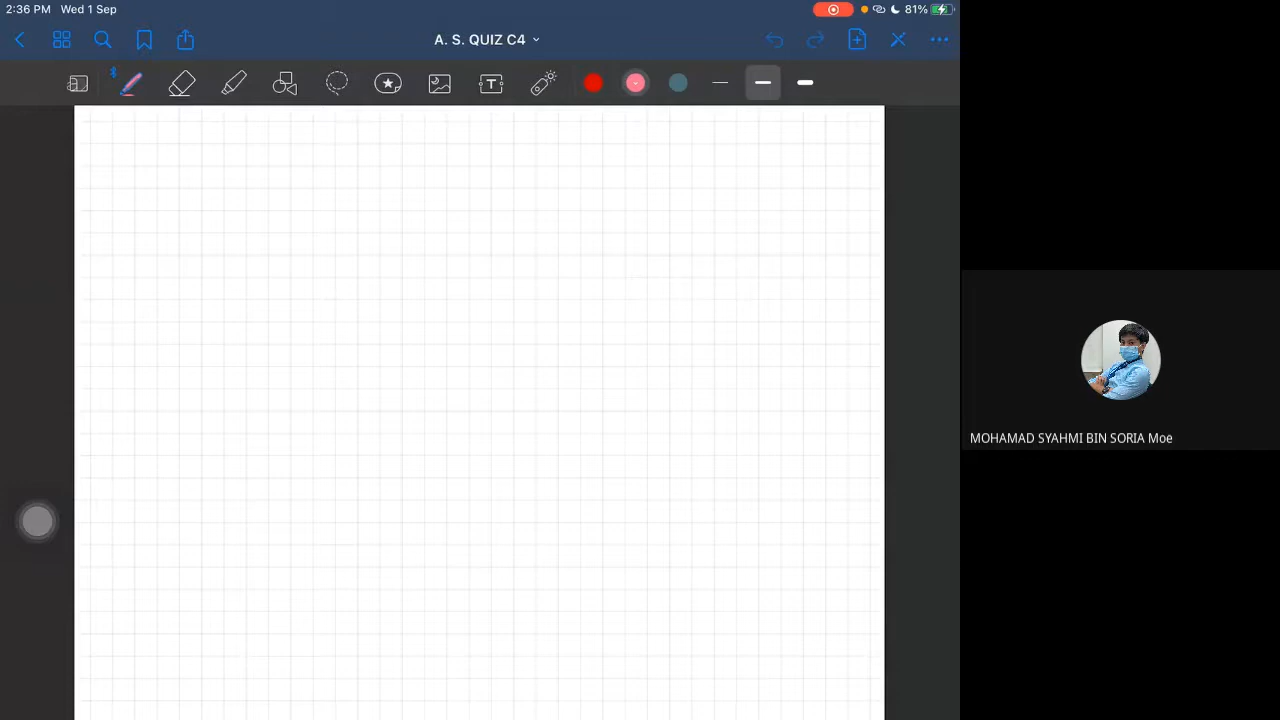 2:36 PM Wed 1 Sep
81%
A. S. QUIZ C4
T
MOHAMAD SYAHMI BIN SORIA Moe